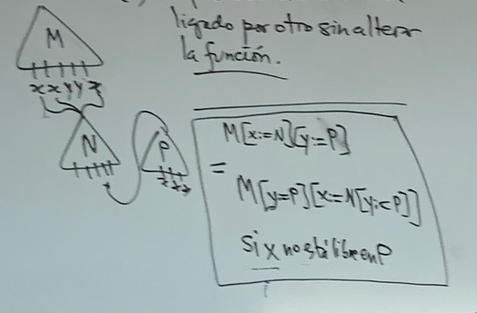 ligado por otro sin alterar
la función.
M
x x y y z
N
P
M[x:=N][y:=P]
=
M[y=P][x:=N[y:=P]]
si x no está libre en P